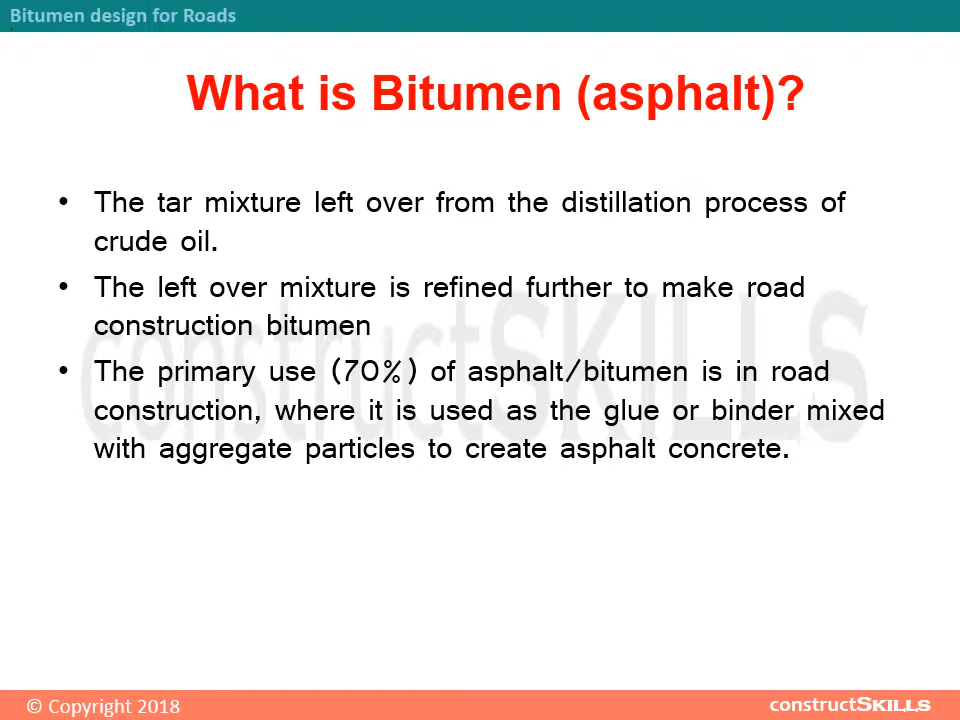 Bitumen design for Roads
What is Bitumen (asphalt)?
• The tar mixture left over from the distillation process of
crude oil.
• The left over mixture is refined further to make road
construction bitumen
• The primary use (70%) of asphalt/bitumen is in road
construction, where it is used as the glue or binder mixed
with aggregate particles to create asphalt concrete.
constructSKILLS
© Copyright 2018
constructSKILLS